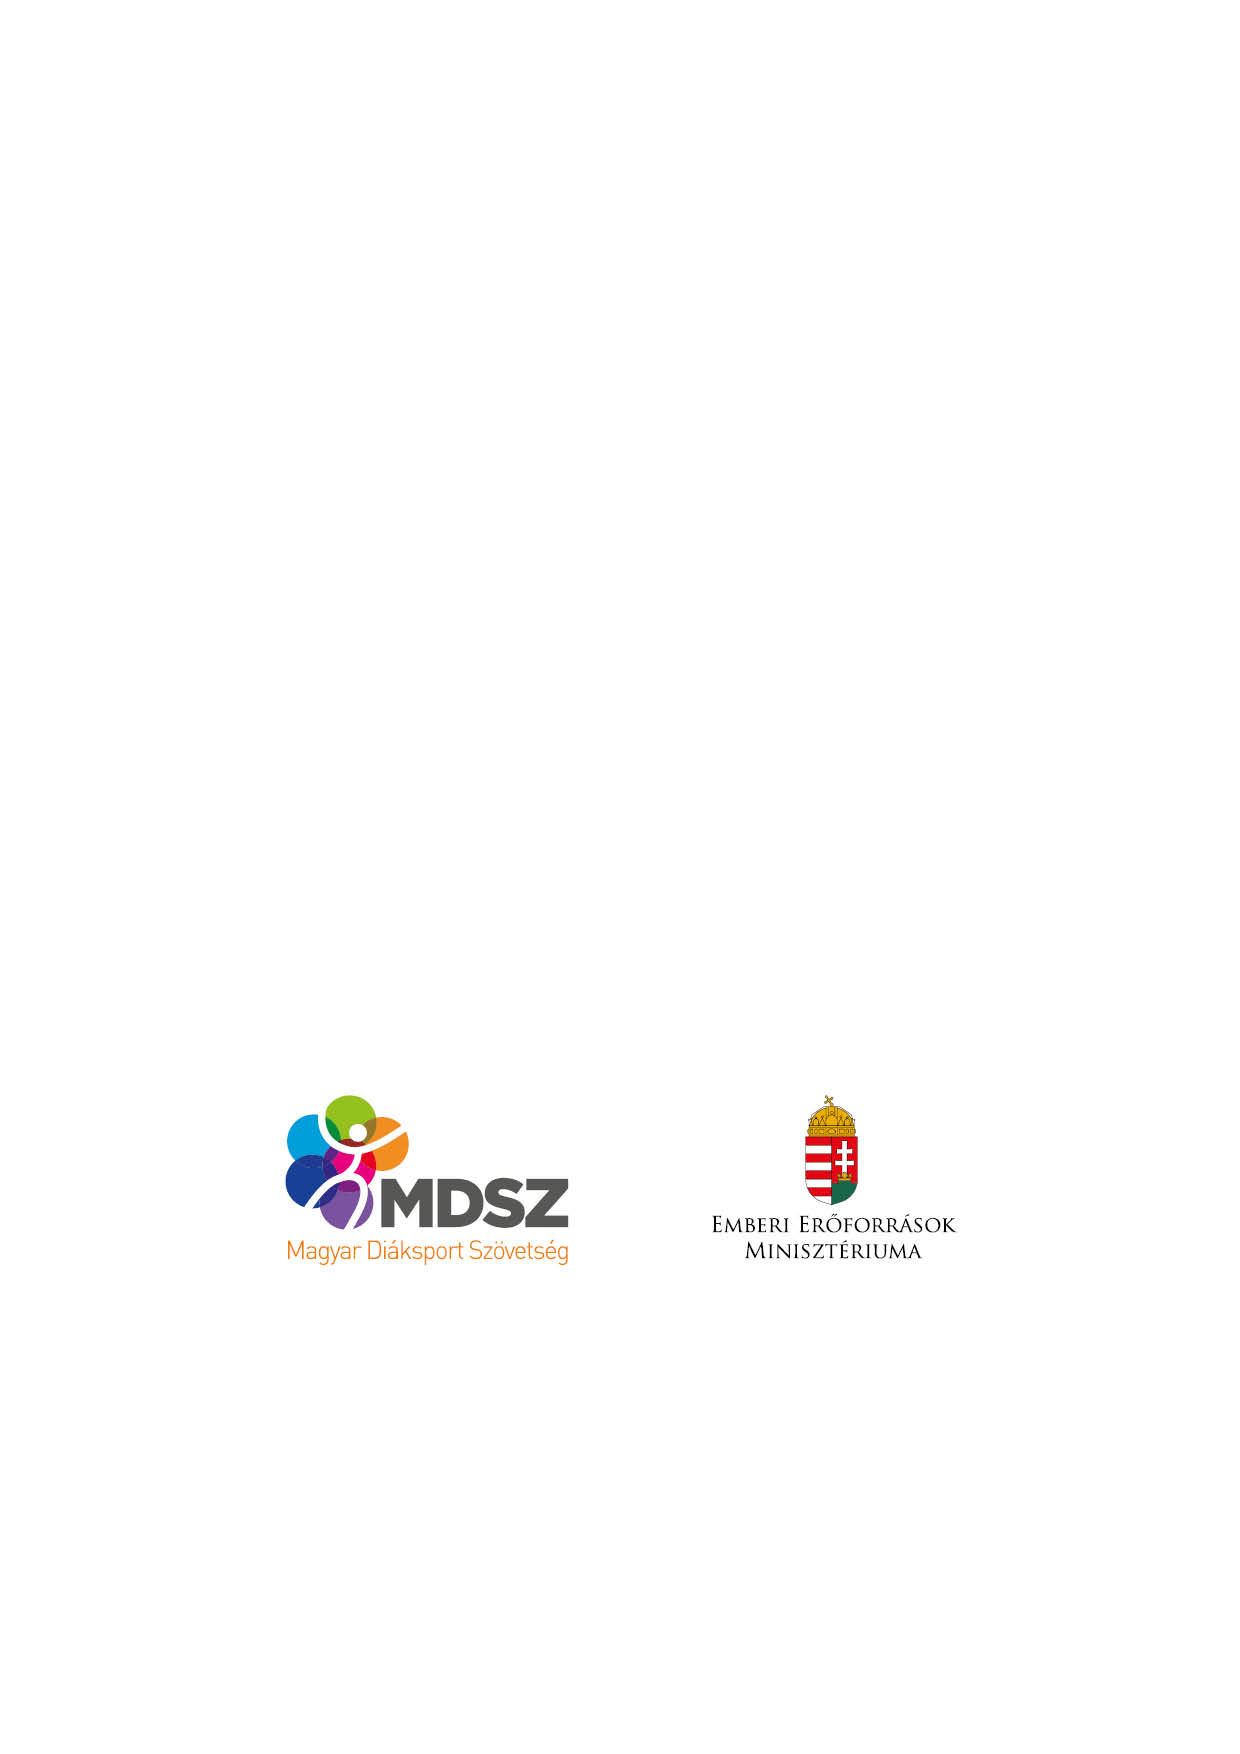 MDSZ
Magyar Diáksport Szövetség
EMBERI ERŐFORRÁSOK
MINISZTÉRIUMA